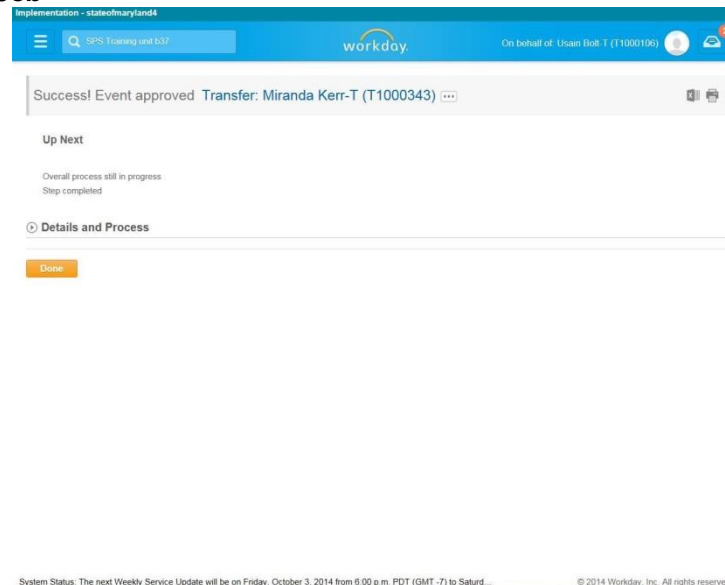 Implementation - stateofmaryland4
SPS Training unit b37
workday.
On behalf of: Usain Bolt-T (T1000106)
Success! Event approved Transfer: Miranda Kerr-T (T1000343)
Up Next
Overall process still in progress
Step completed
Details and Process
Done
System Status: The next Weekly Service Update will be on Friday, October 3, 2014 from 6:00 p.m. PDT (GMT -7) to Saturd...
© 2014 Workday, Inc. All rights reserve